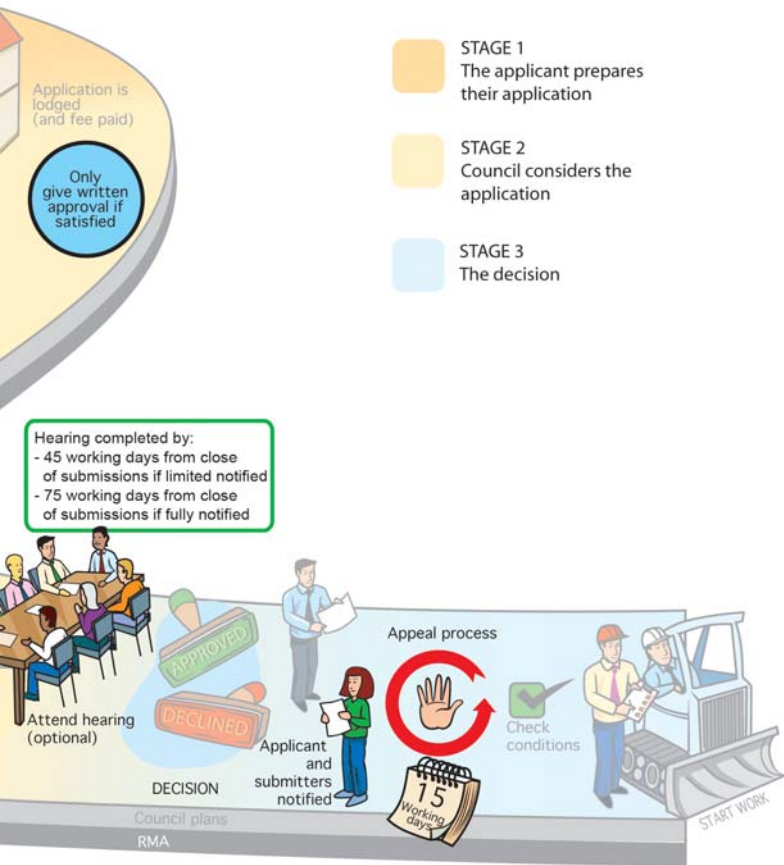 STAGE 1
The applicant prepares
their application
STAGE 2
Council considers the
application
STAGE 3
The decision
Application is
lodged
(and fee paid)
Only
give written
approval if
satisfied
Hearing completed by:
- 45 working days from close
of submissions if limited notified
- 75 working days from close
of submissions if fully notified
Attend hearing
(optional)
APPROVED
DECLINED
DECISION
Applicant
and
submitters
notified
Appeal process
15
Working
days
Check
conditions
START WORK
Council plans
RMA